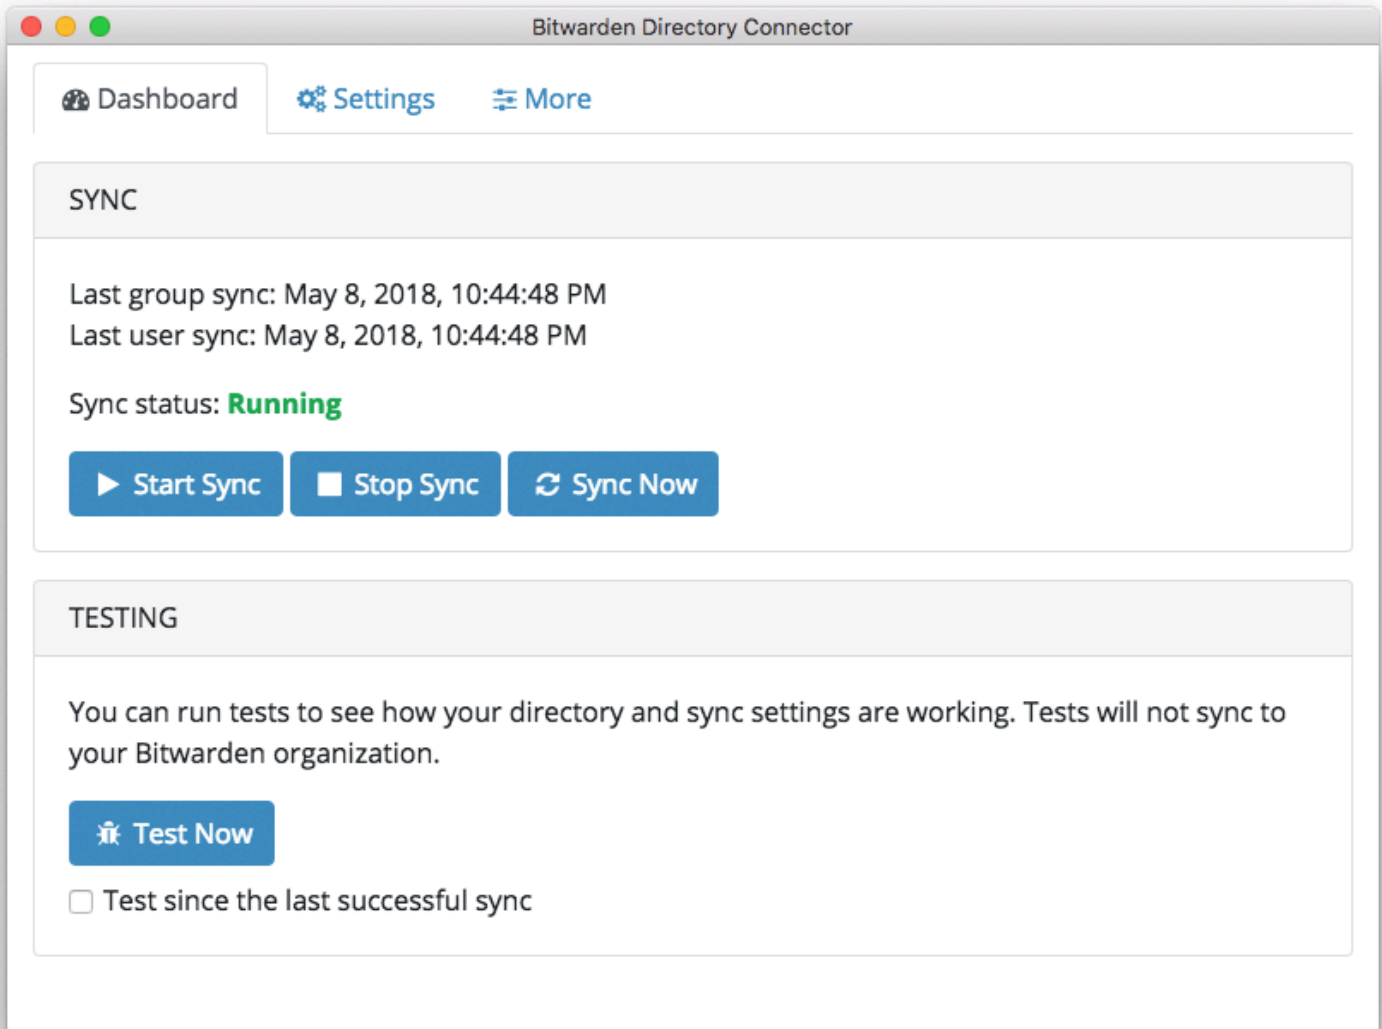 Bitwarden Directory Connector
Dashboard Settings More
SYNC
Last group sync: May 8, 2018, 10:44:48 PM
Last user sync: May 8, 2018, 10:44:48 PM
Sync status: Running
Start Sync Stop Sync Sync Now
TESTING
You can run tests to see how your directory and sync settings are working. Tests will not sync to
your Bitwarden organization.
Test Now
Test since the last successful sync